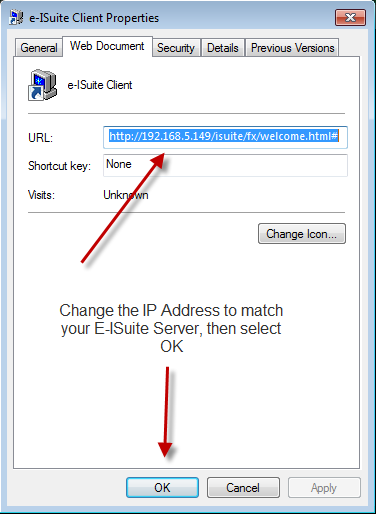 e-ISuite Client Properties
General Web Document Security Details Previous Versions
e-ISuite Client
URL: http://192.168.5.149/isuite/fx/welcome.html#
Shortcut key: None
Visits: Unknown
Change Icon...
Change the IP Address to match
your E-ISuite Server, then select
OK
OK Cancel Apply